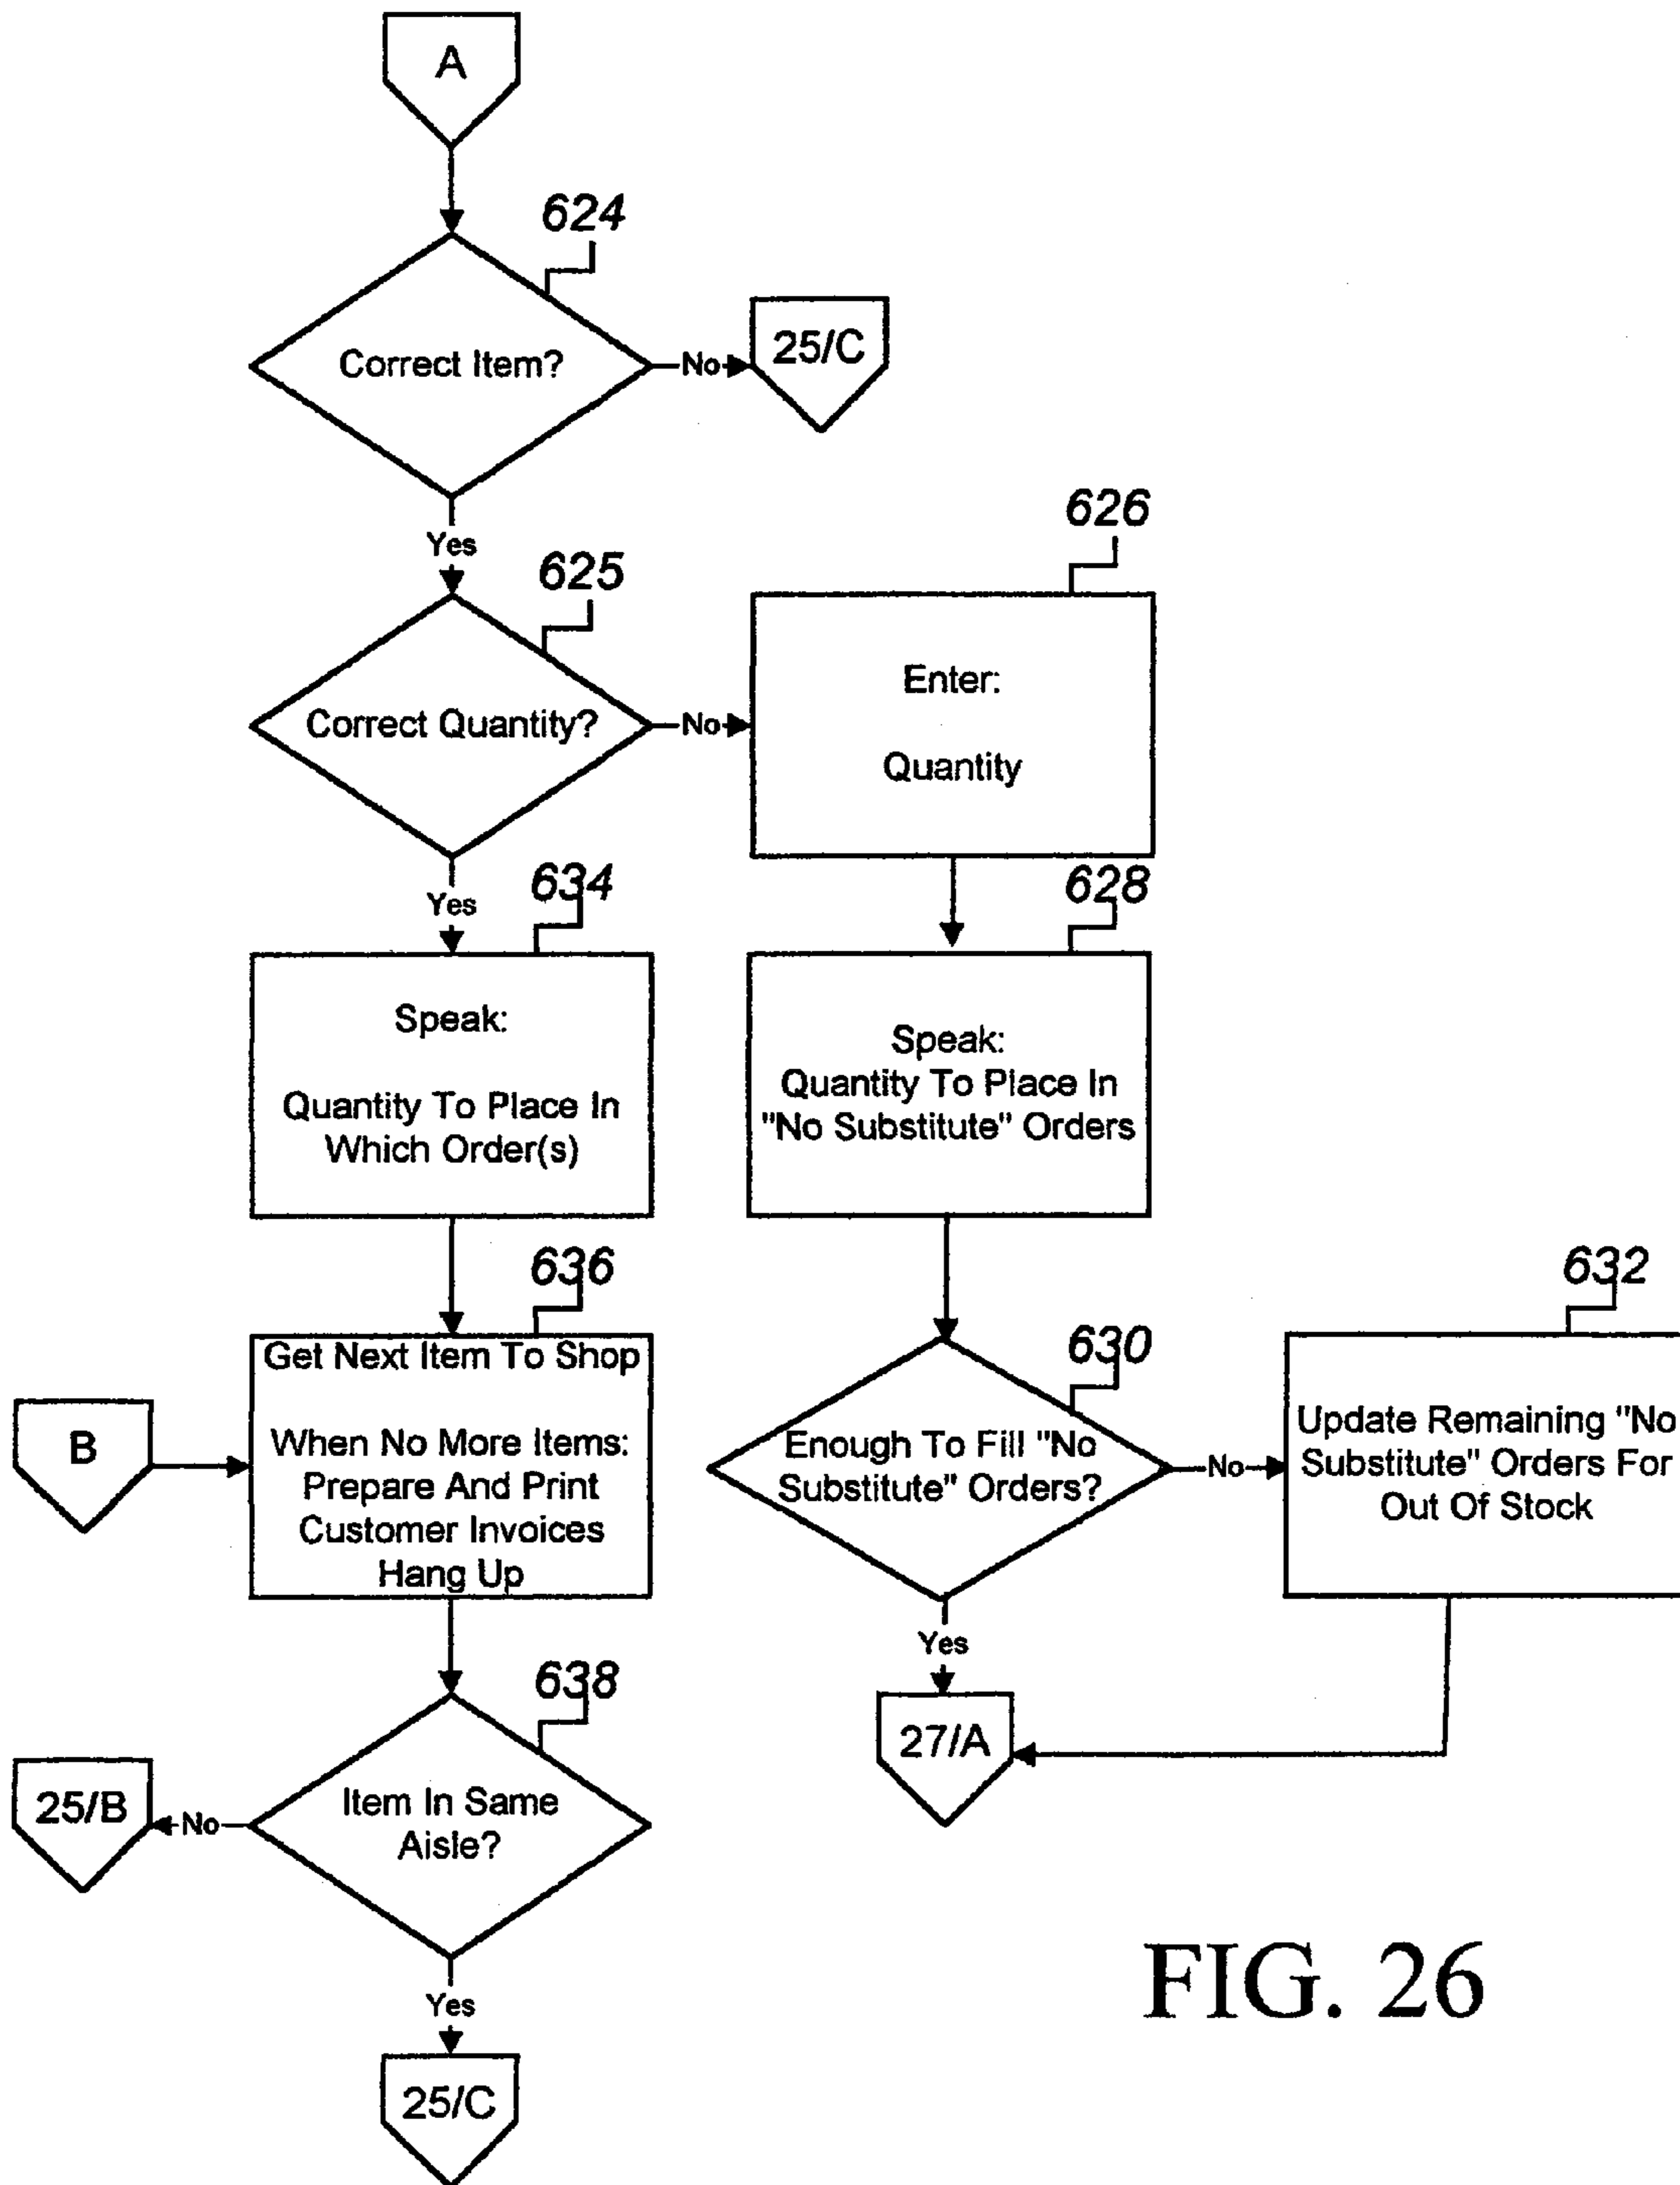 A
624
Correct Item?
No
25/C
Yes
625
626
Correct Quantity?
No
Enter:
Quantity
Yes
634
628
Speak:
Quantity To Place In
Which Order(s)
Speak:
Quantity To Place In
"No Substitute" Orders
636
632
Get Next Item To Shop
When No More Items:
Prepare And Print
Customer Invoices
Hang Up
B
630
Enough To Fill "No
Substitute" Orders?
No
Update Remaining "No
Substitute" Orders For
Out Of Stock
Yes
27/A
638
Item In Same
Aisle?
No
25/B
Yes
25/C
FIG. 26